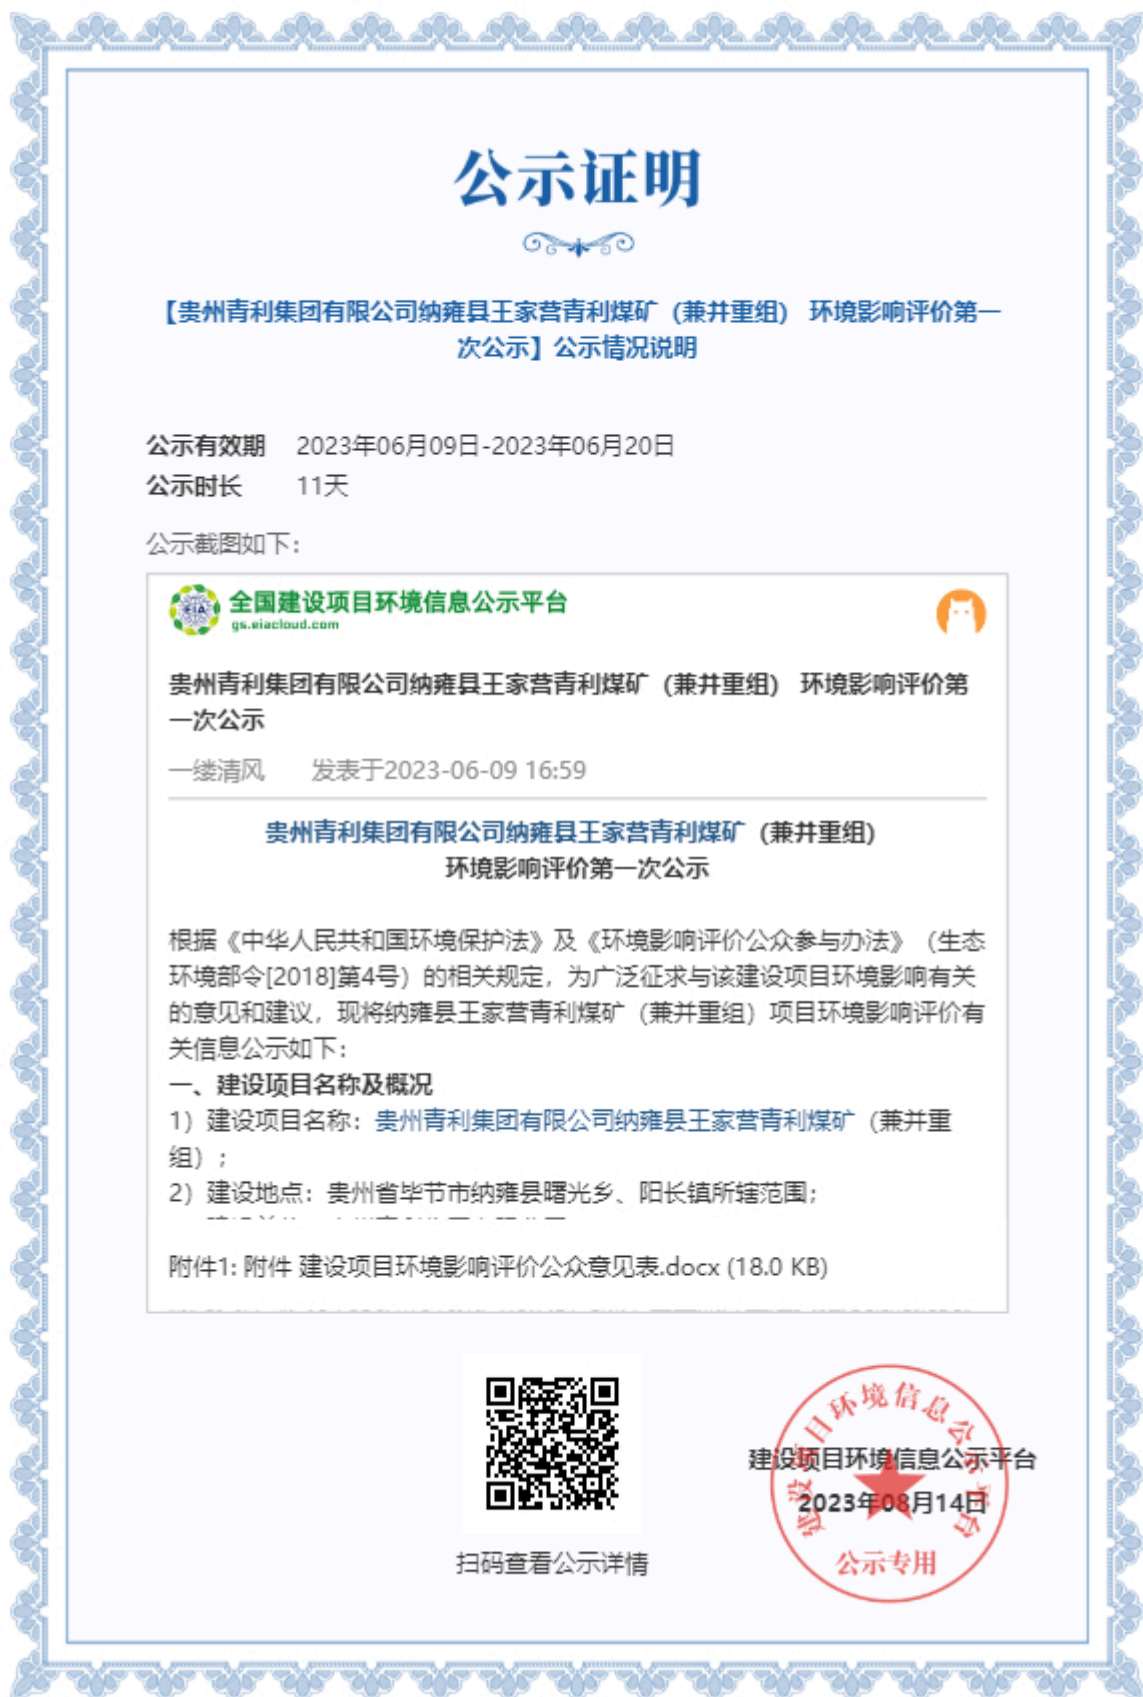 公示证明
【贵州青利集团有限公司纳雍县王家营青利煤矿（兼并重组） 环境影响评价第一
次公示】公示情况说明
公示有效期 2023年06月09日-2023年06月20日
公示时长 11天
公示截图如下：
EIA 全国建设项目环境信息公示平台
gs.eiacloud.com
贵州青利集团有限公司纳雍县王家营青利煤矿（兼并重组） 环境影响评价第
一次公示
一缕清风 发表于2023-06-09 16:59
贵州青利集团有限公司纳雍县王家营青利煤矿（兼并重组）
环境影响评价第一次公示
根据《中华人民共和国环境保护法》及《环境影响评价公众参与办法》（生态
环境部令[2018]第4号）的相关规定，为广泛征求与该建设项目环境影响有关
的意见和建议，现将纳雍县王家营青利煤矿（兼并重组）项目环境影响评价有
关信息公示如下：
一、建设项目名称及概况
1）建设项目名称：贵州青利集团有限公司纳雍县王家营青利煤矿（兼并重
组）；
2）建设地点：贵州省毕节市纳雍县曙光乡、阳长镇所辖范围；
附件1: 附件 建设项目环境影响评价公众意见表.docx (18.0 KB)
扫码查看公示详情
建设项目环境信息公示平台
2023年08月14日
建设项目环境信息公示平台
公示专用